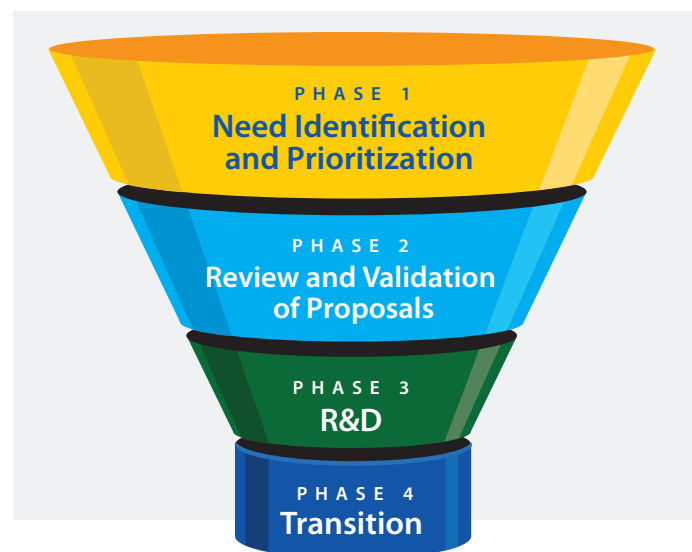 PHASE 1
Need Identification
and Prioritization
PHASE 2
Review and Validation
of Proposals
PHASE 3
R&D
PHASE 4
Transition